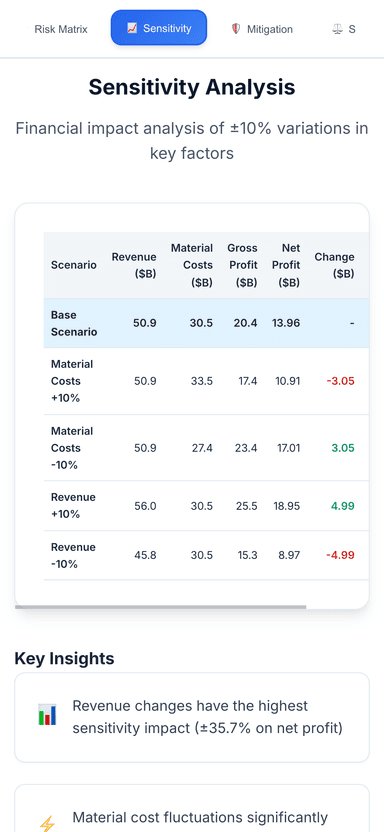 Risk Matrix
Sensitivity
Mitigation
S
Sensitivity Analysis
Financial impact analysis of ±10% variations in
key factors
Scenario Revenue ($B) Material Costs ($B) Gross Profit ($B) Net Profit ($B) Change ($B)
Base Scenario 50.9 30.5 20.4 13.96 -
Material Costs +10% 50.9 33.5 17.4 10.91 -3.05
Material Costs -10% 50.9 27.4 23.4 17.01 3.05
Revenue +10% 56.0 30.5 25.5 18.95 4.99
Revenue -10% 45.8 30.5 15.3 8.97 -4.99
Key Insights
Revenue changes have the highest
sensitivity impact (±35.7% on net profit)
Material cost fluctuations significantly